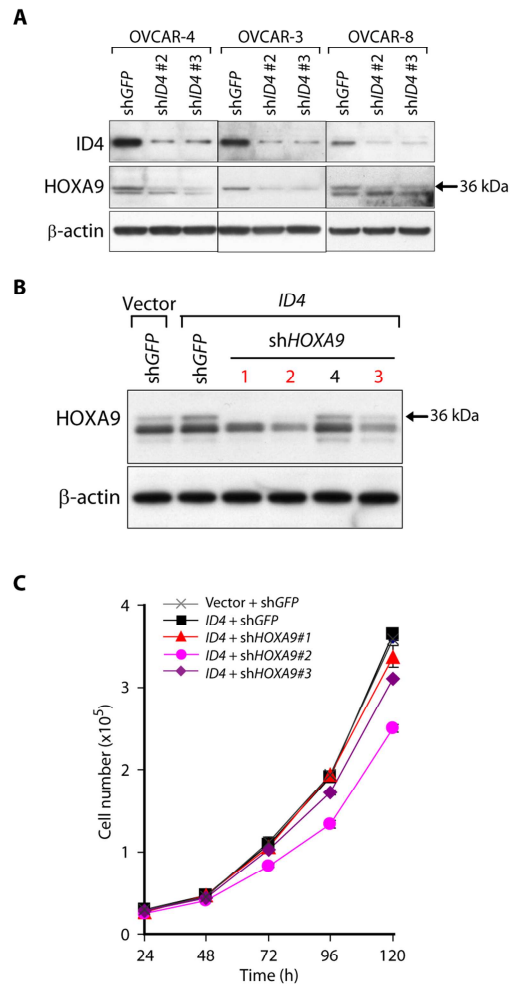 A
OVCAR-4 OVCAR-3 OVCAR-8
shGFP shID4 #2 shID4 #3 shGFP shID4 #2 shID4 #3 shGFP shID4 #2 shID4 #3
ID4
HOXA9 36 kDa
β-actin
B
Vector ID4
shGFP shGFP shHOXA9
1 2 4 3
HOXA9 36 kDa
β-actin
C
Vector + shGFP
ID4 + shGFP
ID4 + shHOXA9#1
ID4 + shHOXA9#2
ID4 + shHOXA9#3
Cell number (x10⁵)
4
3
2
1
0
24 48 72 96 120
Time (h)